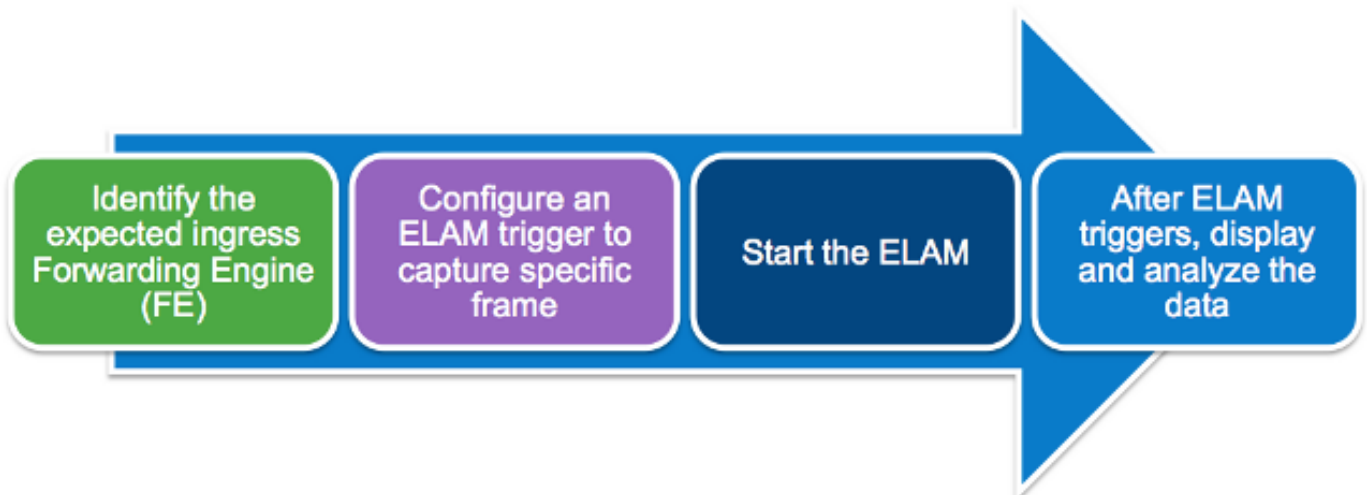 Identify the
expected ingress
Forwarding Engine
(FE)
Configure an
ELAM trigger to
capture specific
frame
Start the ELAM
After ELAM
triggers, display
and analyze the
data